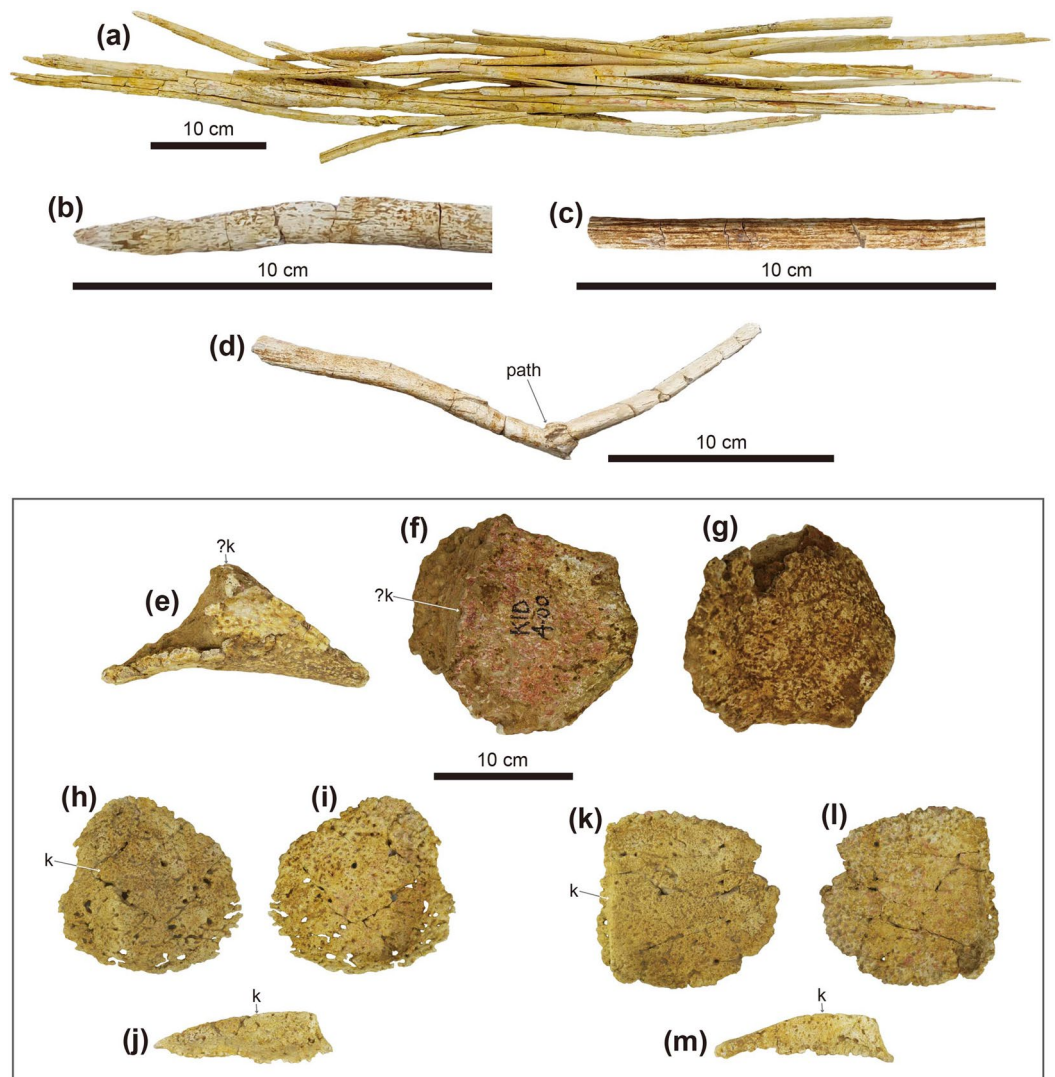 (a)
10 cm
(b)
10 cm
(c)
10 cm
(d)
path
10 cm
?k
(e)
(f)
?k
KID
400
(g)
10 cm
(h)
k
(i)
k
(j)
(k)
k
(l)
k
(m)